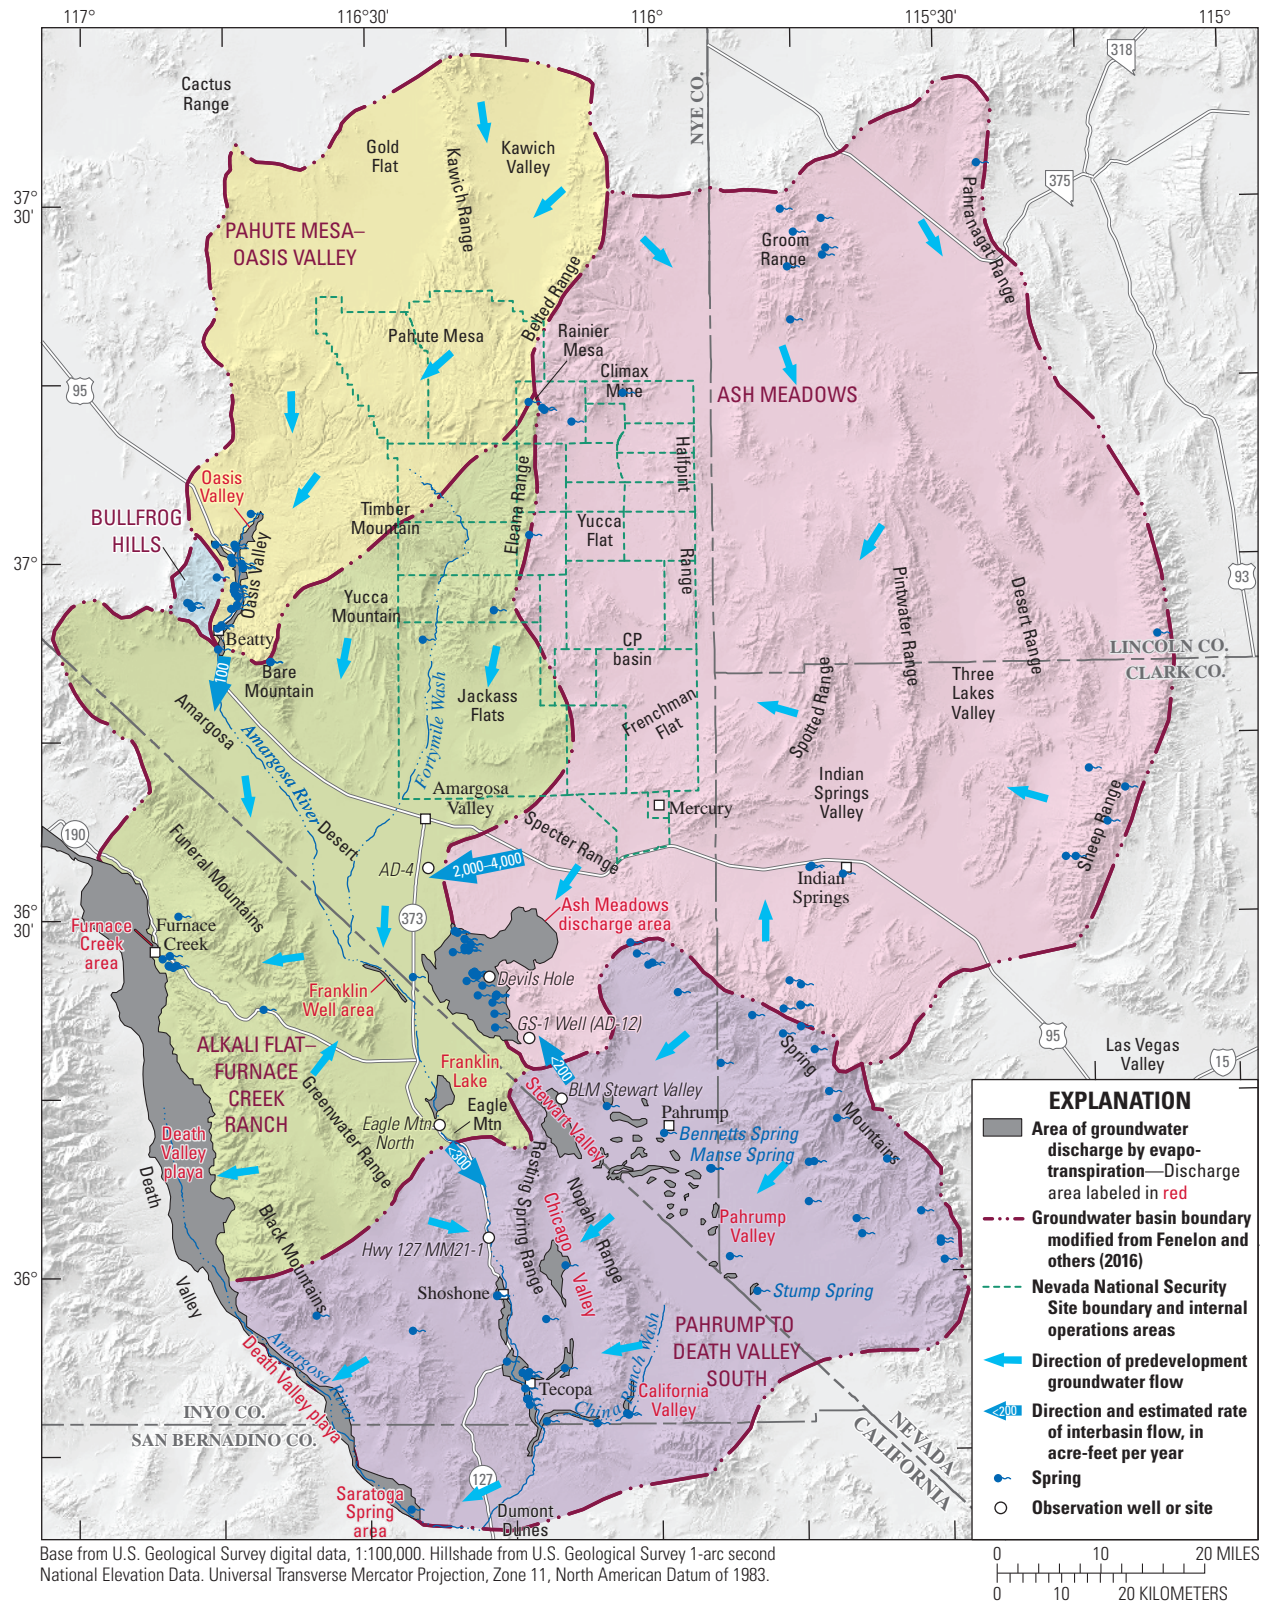 117°
116°30'
116°
115°30'
115°
318
Cactus
Range
NYE CO.
Gold
Flat
Kawich
Valley
Kawich Range
375
37°
30'
Pahranagat Range
PAHUTE MESA–
OASIS VALLEY
Groom
Range
Belted Range
Pahute Mesa
Rainier
Mesa
Climax
Mine
95
ASH MEADOWS
Halfpint
Range
Oasis
Valley
Eleana Range
Timber
Mountain
BULLFROG
HILLS
Yucca
Flat
37°
Oasis Valley
Pintwater Range
Desert Range
93
Yucca
Mountain
Beatty
CP
basin
LINCOLN CO.
CLARK CO.
100
Bare
Mountain
Fortymile Wash
Jackass
Flats
Frenchman
Flat
Spotted Range
Three
Lakes
Valley
Amargosa
Desert
Amargosa River
Indian
Springs
Valley
Amargosa
Valley
Mercury
Sheep Range
190
Funeral Mountains
Specter Range
AD-4
2,000–4,000
Indian
Springs
36°
30'
Furnace
Creek
area
Furnace
Creek
373
Ash Meadows
discharge area
Devils Hole
Franklin
Well area
GS-1 Well (AD-12)
95
Las Vegas
Valley
15
ALKALI FLAT–
FURNACE
CREEK
RANCH
Franklin
Lake
<200
Spring
Mountains
Stewart Valley
BLM Stewart Valley
Greenwater Range
Eagle
Mtn
Eagle Mtn
North
Pahrump
Bennetts Spring
Manse Spring
Death
Valley
playa
<300
Resting Spring Range
Nopah Range
Death
Valley
Black Mountains
Chicago
Valley
Pahrump
Valley
Hwy 127 MM21-1
36°
Shoshone
Stump Spring
PAHRUMP TO
DEATH VALLEY
SOUTH
Amargosa River
Death Valley playa
China Ranch Wash
Tecopa
California
Valley
INYO CO.
SAN BERNADINO CO.
NEVADA
CALIFORNIA
127
Saratoga
Spring
area
Dumont
Dunes
EXPLANATION
Area of groundwater
discharge by evapo-
transpiration—Discharge
area labeled in red
Groundwater basin boundary
modified from Fenelon and
others (2016)
Nevada National Security
Site boundary and internal
operations areas
Direction of predevelopment
groundwater flow
<200
Direction and estimated rate
of interbasin flow, in
acre-feet per year
Spring
Observation well or site
Base from U.S. Geological Survey digital data, 1:100,000. Hillshade from U.S. Geological Survey 1-arc second
National Elevation Data. Universal Transverse Mercator Projection, Zone 11, North American Datum of 1983.
0 10 20 MILES
0 10 20 KILOMETERS